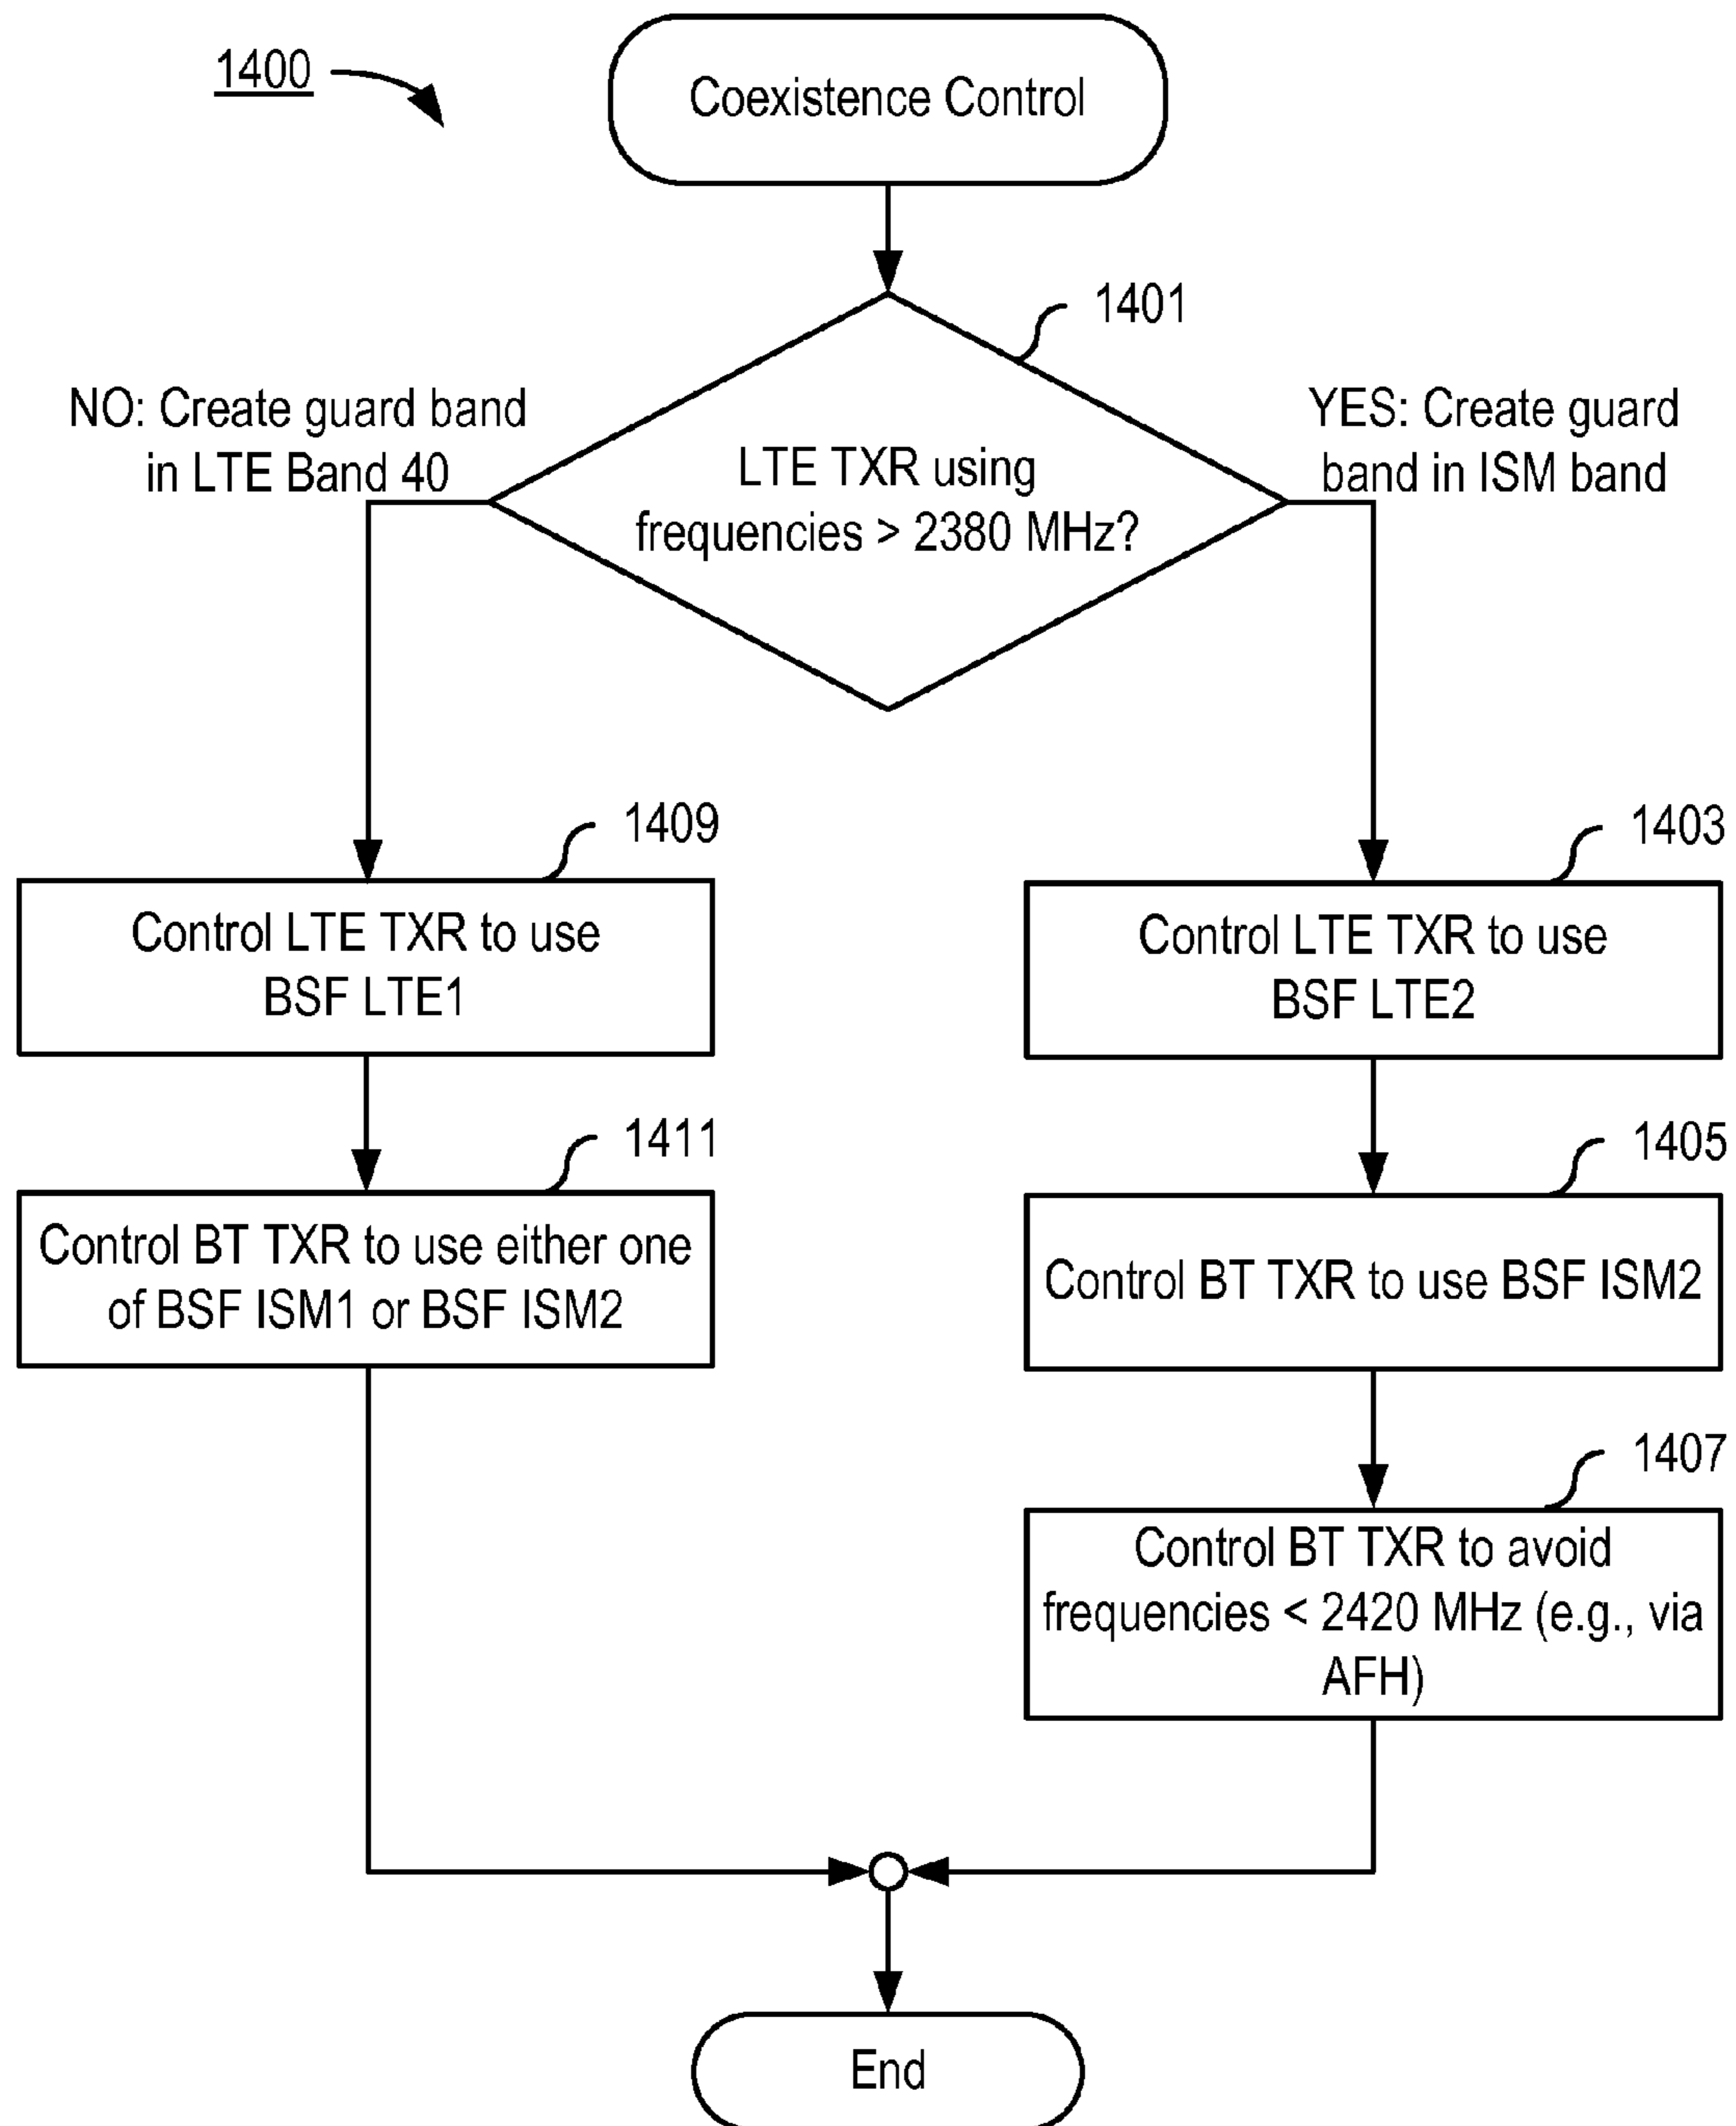 1400
Coexistence Control
1401
NO: Create guard band
in LTE Band 40
LTE TXR using
frequencies > 2380 MHz?
YES: Create guard
band in ISM band
1409
Control LTE TXR to use
BSF LTE1
1411
Control BT TXR to use either one
of BSF ISM1 or BSF ISM2
1403
Control LTE TXR to use
BSF LTE2
1405
Control BT TXR to use BSF ISM2
1407
Control BT TXR to avoid
frequencies < 2420 MHz (e.g., via
AFH)
End